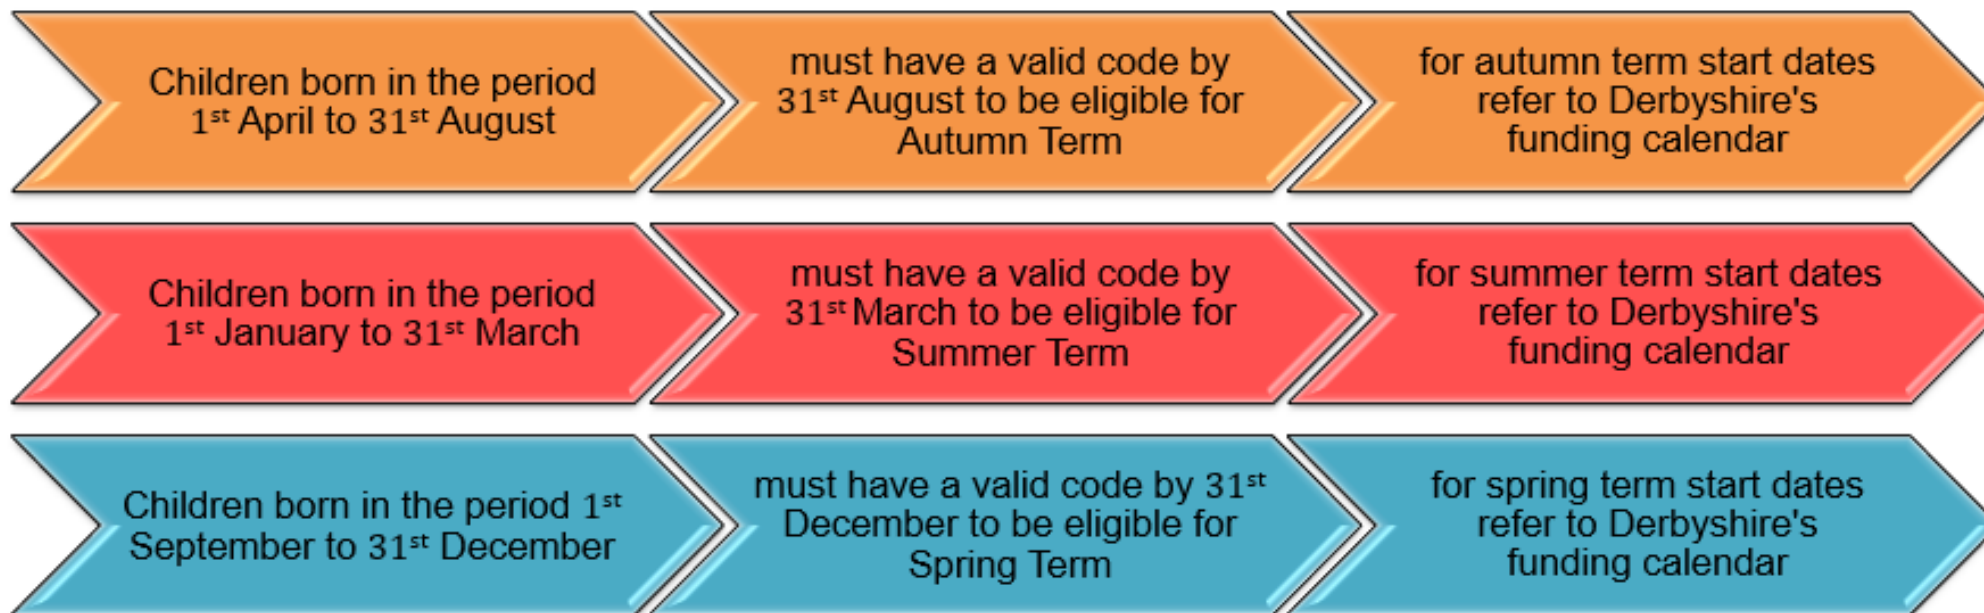 Children born in the period
1st April to 31st August
must have a valid code by
31st August to be eligible for
Autumn Term
for autumn term start dates
refer to Derbyshire's
funding calendar
Children born in the period
1st January to 31st March
must have a valid code by
31st March to be eligible for
Summer Term
for summer term start dates
refer to Derbyshire's
funding calendar
Children born in the period 1st
September to 31st December
must have a valid code by 31st
December to be eligible for
Spring Term
for spring term start dates
refer to Derbyshire's
funding calendar